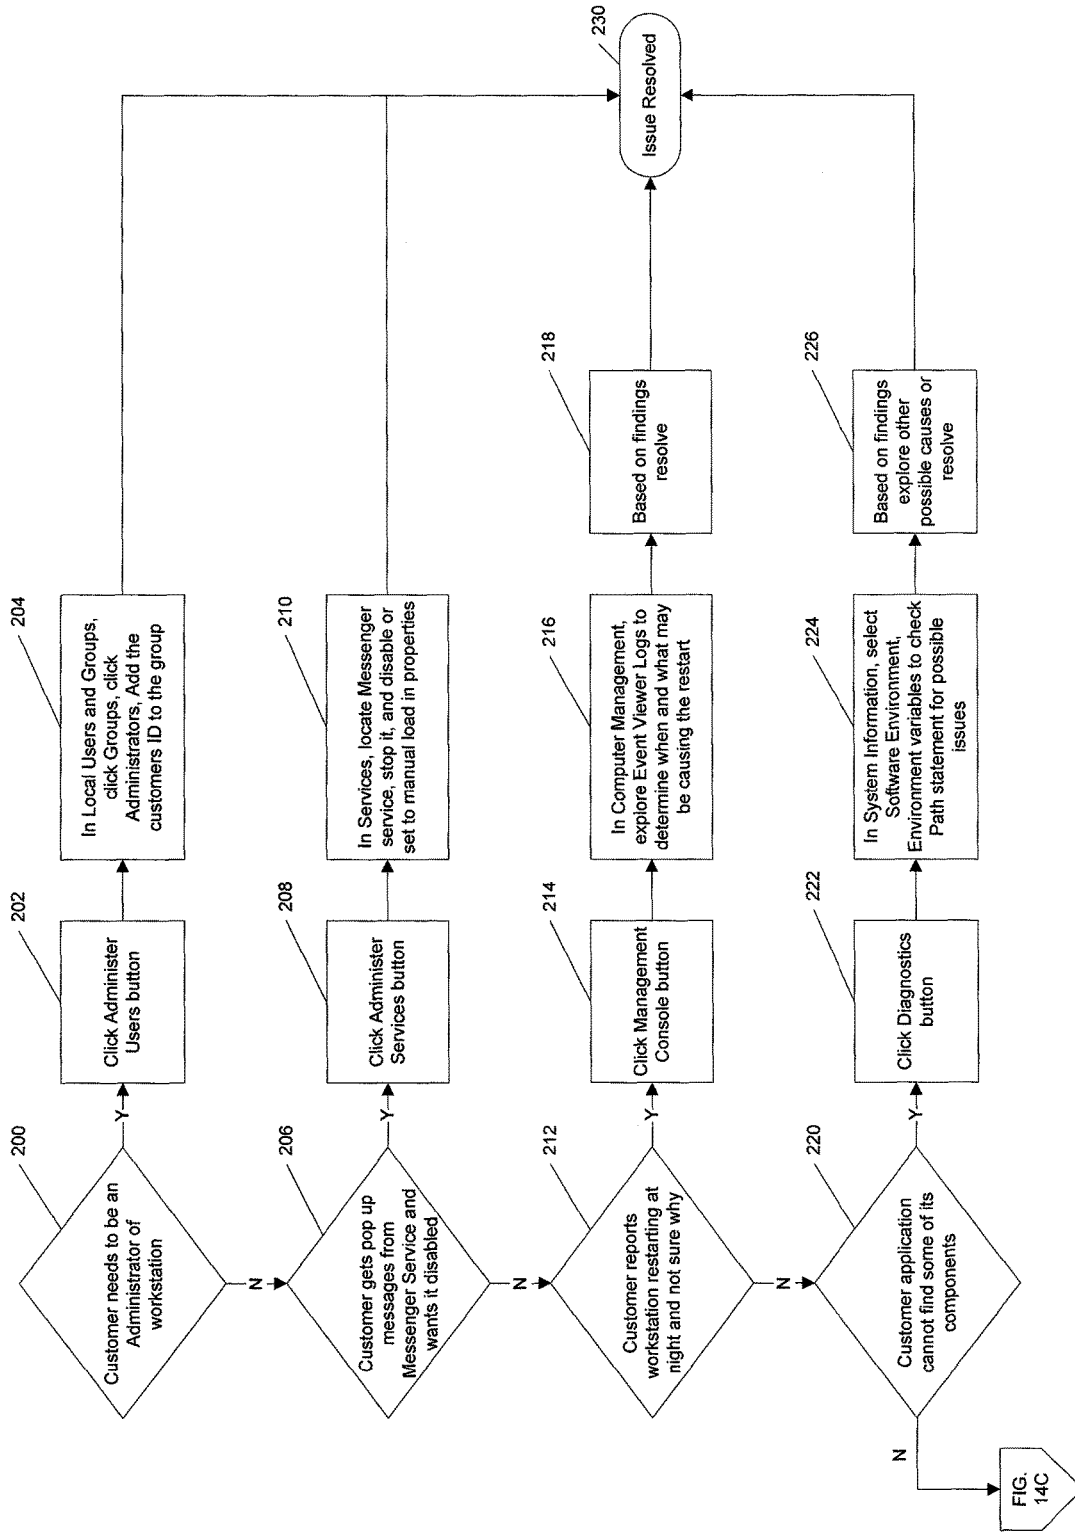 200
Customer needs to be an
Administrator of
workstation
Y
202
Click Administer
Users button
204
In Local Users and Groups,
click Groups, click
Administrators, Add the
customers ID to the group
N
206
Customer gets pop up
messages from
Messenger Service and
wants it disabled
Y
208
Click Administer
Services button
210
In Services, locate Messenger
service, stop it, and disable or
set to manual load in properties
N
212
Customer reports
workstation restarting at
night and not sure why
Y
214
Click Management
Console button
216
In Computer Management,
explore Event Viewer Logs to
determine when and what may
be causing the restart
218
Based on findings
resolve
230
Issue Resolved
N
220
Customer application
cannot find some of its
components
Y
222
Click Diagnostics
button
224
In System Information, select
Software Environment,
Environment variables to check
Path statement for possible
issues
226
Based on findings
explore other
possible causes or
resolve
N
FIG.
14C